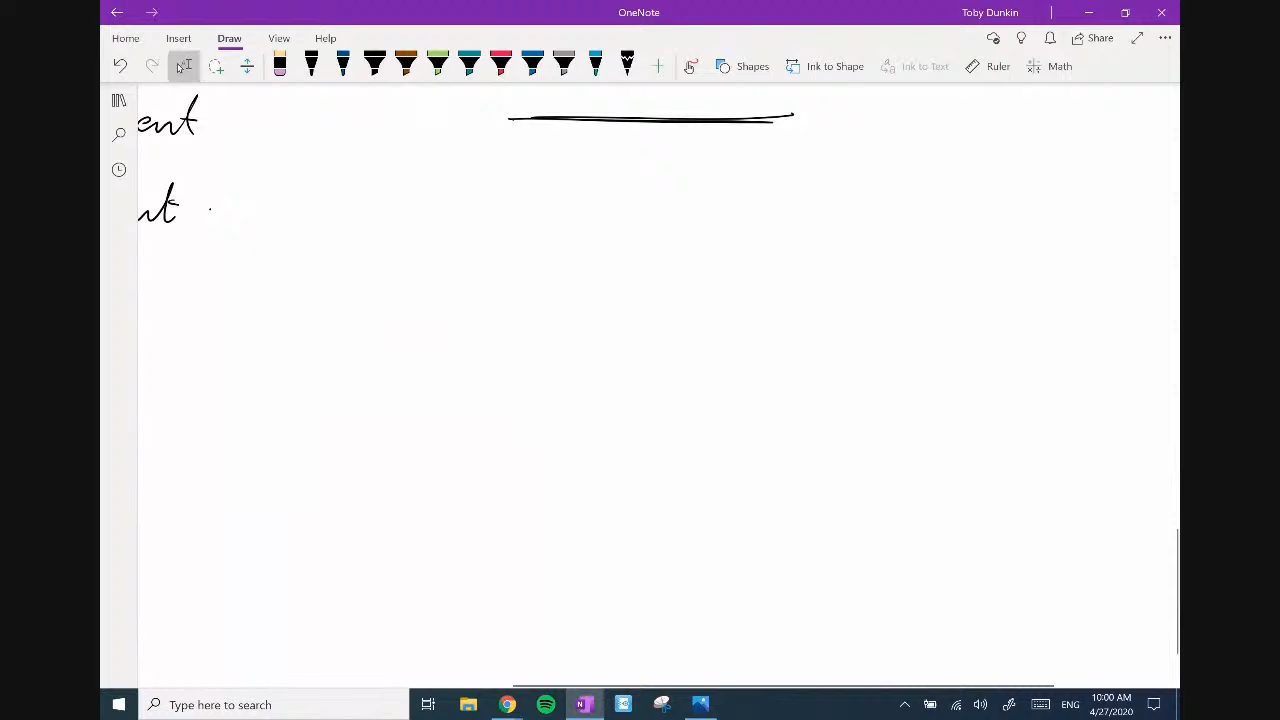 OneNote
Toby Dunkin
Home Insert Draw View Help
Share
Shapes Ink to Shape Ink to Text Ruler Math
ent
nt .
Type here to search
ENG
10:00 AM
4/27/2020